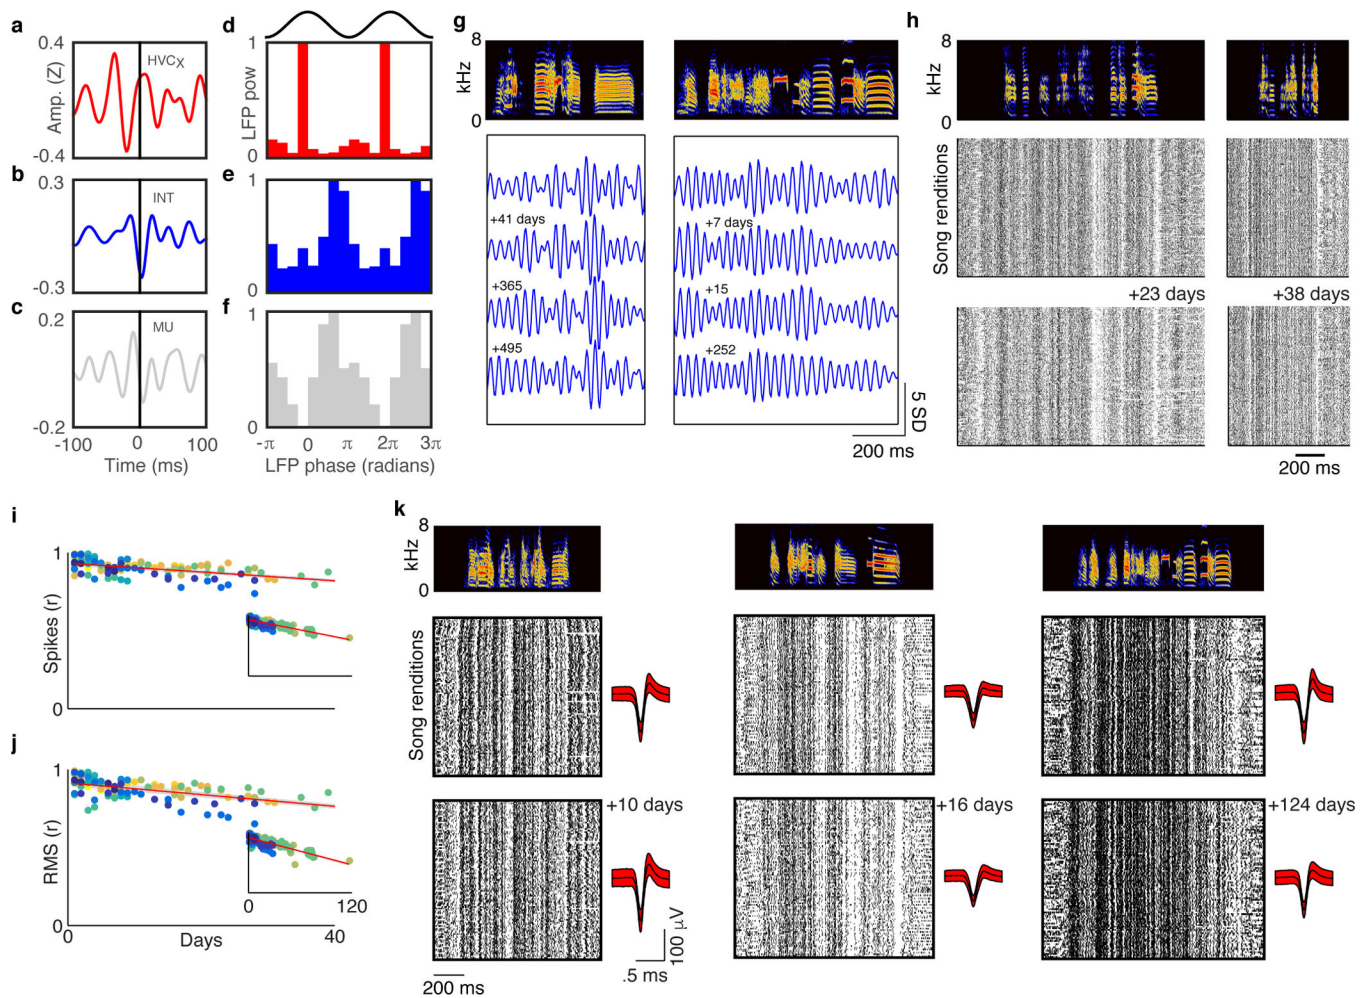 a
0.4
Amp. (Z)
-0.4
HVCX
b
0.3
-0.3
INT
c
0.2
-0.2
MU
-100
0
100
Time (ms)
d
1
LFP pow
0
e
1
0
f
1
0
-π
0
π
2π
3π
LFP phase (radians)
g
8
kHz
0
+41 days
+365
+495
+7 days
+15
+252
5 SD
200 ms
h
8
kHz
0
Song renditions
+23 days
+38 days
200 ms
i
1
Spikes (r)
0
j
1
RMS (r)
0
0
120
0
Days
40
k
8
kHz
0
Song renditions
+10 days
+16 days
+124 days
100 μV
.5 ms
200 ms